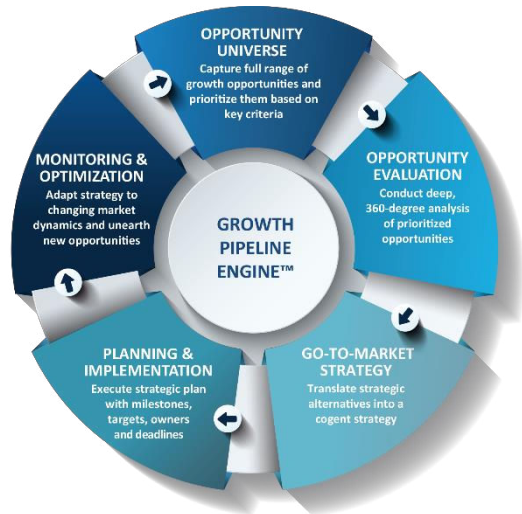 OPPORTUNITY
UNIVERSE
Capture full range of
growth opportunities and
prioritize them based on
key criteria
OPPORTUNITY
EVALUATION
Conduct deep,
360-degree analysis
of prioritized
opportunities
GO-TO-MARKET
STRATEGY
Translate strategic
alternatives into a
cogent strategy
PLANNING &
IMPLEMENTATION
Execute strategic plan
with milestones,
targets, owners
and deadlines
MONITORING &
OPTIMIZATION
Adapt strategy to
changing market
dynamics and unearth
new opportunities
GROWTH
PIPELINE
ENGINE™